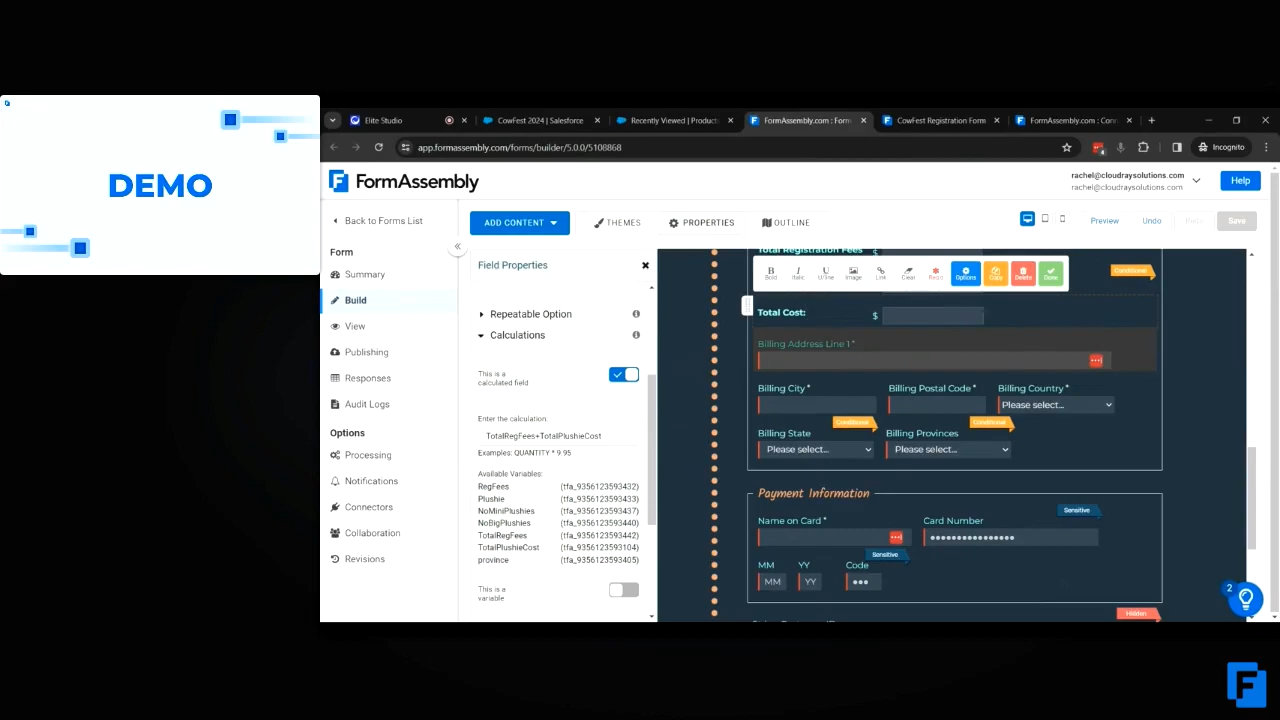 DEMO
Elite Studio
CowFest 2024 | Salesforce
Recently Viewed | Product
FormAssembly.com : Form
CowFest Registration Form
FormAssembly.com : Conn
app.formassembly.com/forms/builder/5.0.0/5108868
Incognito
FormAssembly
rachel@cloudraysolutions.com
rachel@cloudraysolutions.com
Help
Back to Forms List
ADD CONTENT
THEMES
PROPERTIES
OUTLINE
Preview
Undo
Redo
Save
Form
Summary
Build
View
Publishing
Responses
Audit Logs
Options
Processing
Notifications
Connectors
Collaboration
Revisions
Field Properties
Repeatable Option
Calculations
This is a
calculated field
Enter the calculation:
TotalRegFees+TotalPlushieCost
Examples: QUANTITY * 9.95
Available Variables:
RegFees (tfa_9356123593432)
Plushie (tfa_9356123593433)
NoMiniPlushies (tfa_9356123593437)
NoBigPlushies (tfa_9356123593440)
TotalRegFees (tfa_9356123593442)
TotalPlushieCost (tfa_9356123593104)
province (tfa_9356123593405)
This is a
variable
Total Registration Fees $
Bold Italic U/line Image Link Clear Req'd Options Copy Delete Done
Conditional
Total Cost: $
Billing Address Line 1 *
Billing City * Billing Postal Code * Billing Country *
Please select...
Conditional Conditional
Billing State Billing Provinces
Please select... Please select...
Payment Information
Sensitive
Name on Card * Card Number
Sensitive
MM YY Code
MM YY
Hidden
2